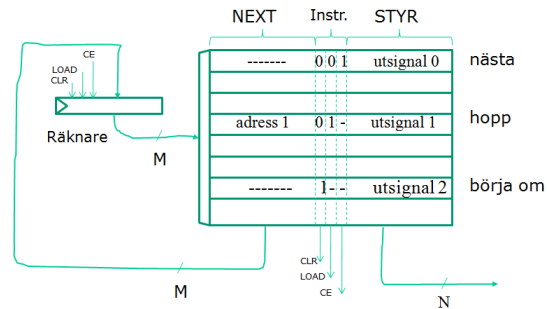 NEXT Instr. STYR
CE
LOAD
CLR
------- 0 0 1 utsignal 0 nästa
adress 1 0 1 - utsignal 1 hopp
Räknare
M
------- 1 - - utsignal 2 börja om
CLR
LOAD
CE
M
N